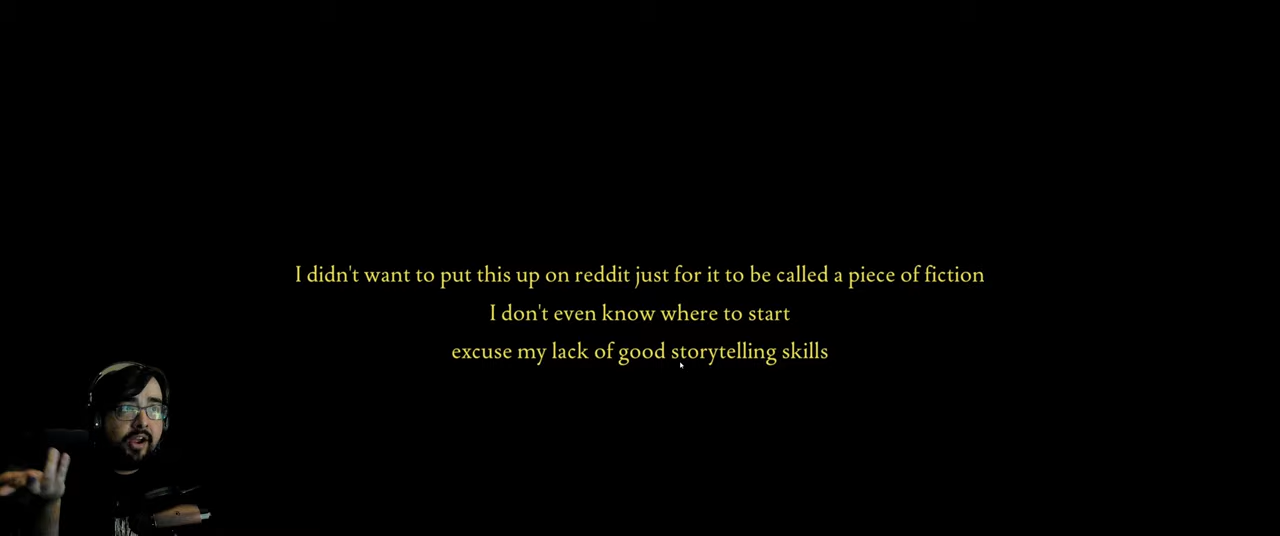 I didn't want to put this up on reddit just for it to be called a piece of fiction
I don't even know where to start
excuse my lack of good storytelling skills